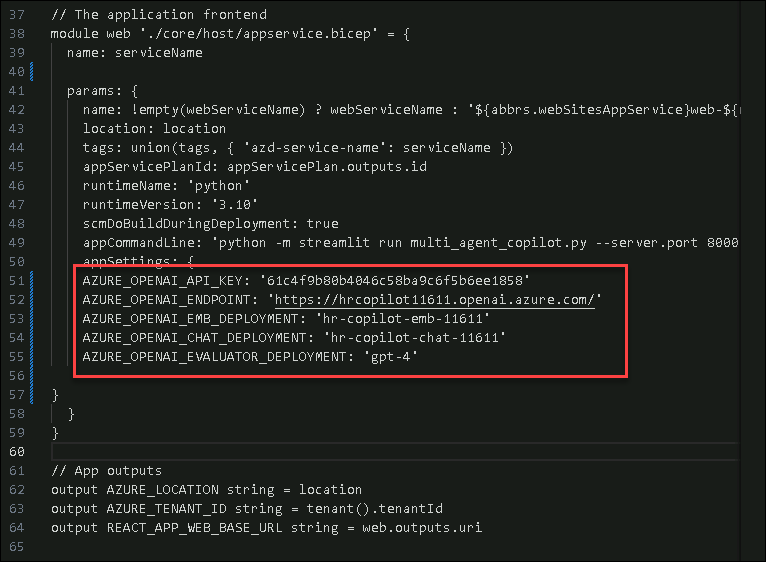 37 // The application frontend
38 module web './core/host/appservice.bicep' = {
39 name: serviceName
40
41 params: {
42 name: !empty(webServiceName) ? webServiceName : '${abbrs.webSitesAppService}web-${
43 location: location
44 tags: union(tags, { 'azd-service-name': serviceName })
45 appServicePlanId: appServicePlan.outputs.id
46 runtimeName: 'python'
47 runtimeVersion: '3.10'
48 scmDoBuildDuringDeployment: true
49 appCommandLine: 'python -m streamlit run multi_agent_copilot.py --server.port 8000
50 appSettings: {
51 AZURE_OPENAI_API_KEY: '61c4f9b80b4046c58ba9c6f5b6ee1858'
52 AZURE_OPENAI_ENDPOINT: 'https://hrcopilot11611.openai.azure.com/'
53 AZURE_OPENAI_EMB_DEPLOYMENT: 'hr-copilot-emb-11611'
54 AZURE_OPENAI_CHAT_DEPLOYMENT: 'hr-copilot-chat-11611'
55 AZURE_OPENAI_EVALUATOR_DEPLOYMENT: 'gpt-4'
56
57 }
58 }
59 }
60
61 // App outputs
62 output AZURE_LOCATION string = location
63 output AZURE_TENANT_ID string = tenant().tenantId
64 output REACT_APP_WEB_BASE_URL string = web.outputs.uri
65